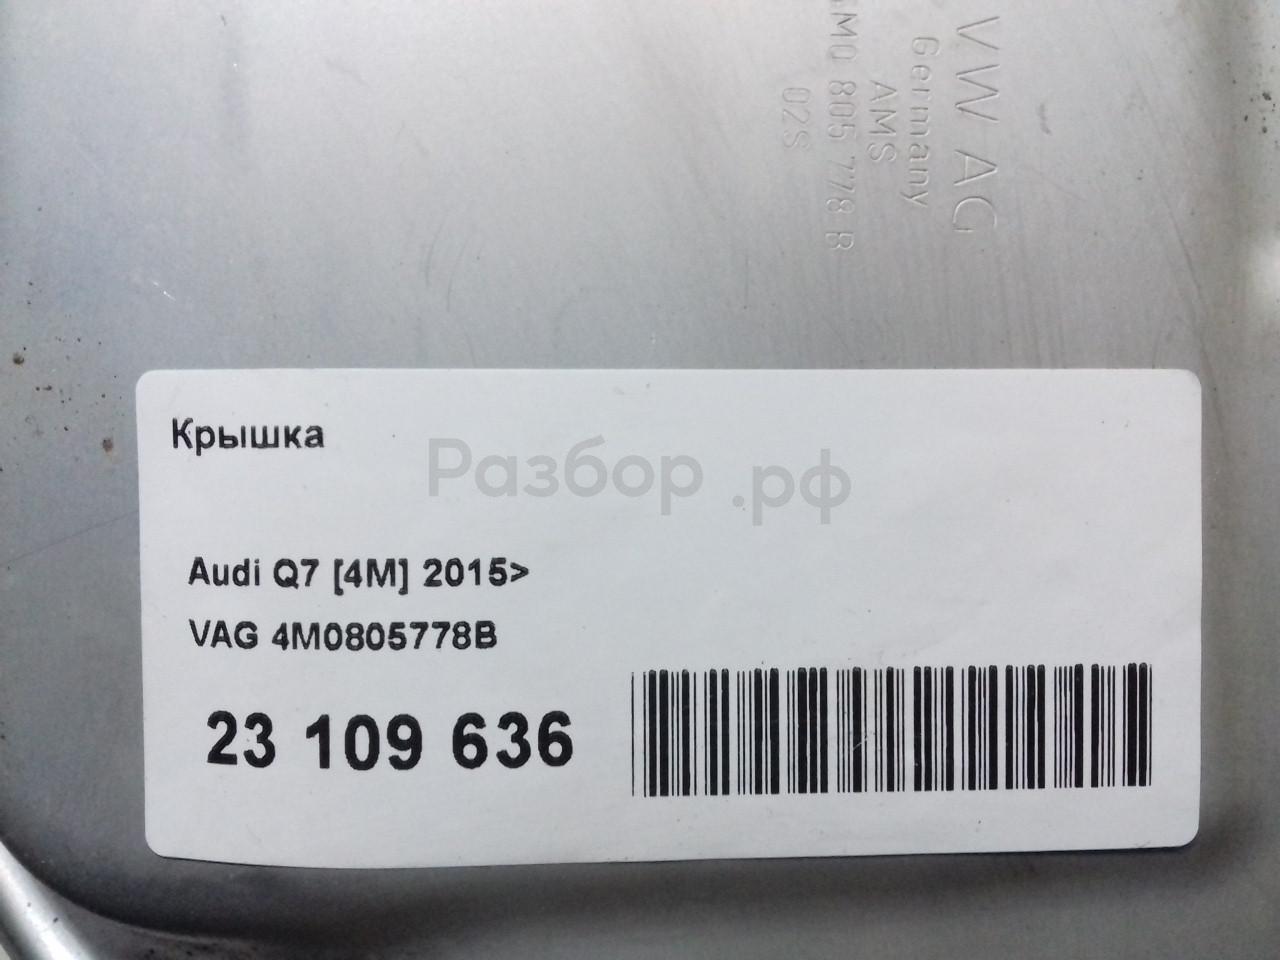 VW AG
Germany
AMS
4M0 805 778 B
02S
Крышка
Разбор.рф
Audi Q7 [4M] 2015>
VAG 4M0805778B
23 109 636